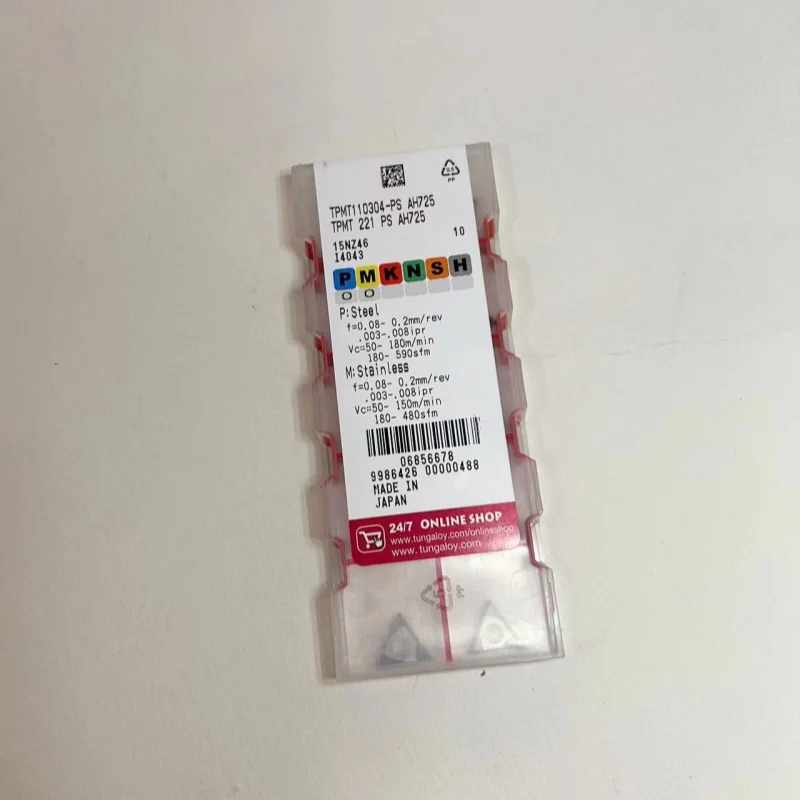 PP
TPMT110304-PS AH725
TPMT 221 PS AH725
15NZ46 10
I4043
P M K N S H
P:Steel
f=0.08- 0.2mm/rev
.003-.008ipr
Vc=50- 180m/min
180- 590sfm
M:Stainless
f=0.08- 0.2mm/rev
.003-.008ipr
Vc=50- 150m/min
180- 480sfm
06856678
9986426 00000488
MADE IN
JAPAN
24/7 ONLINE SHOP
www.tungaloy.com/onlineshop
www.tungaloy.com